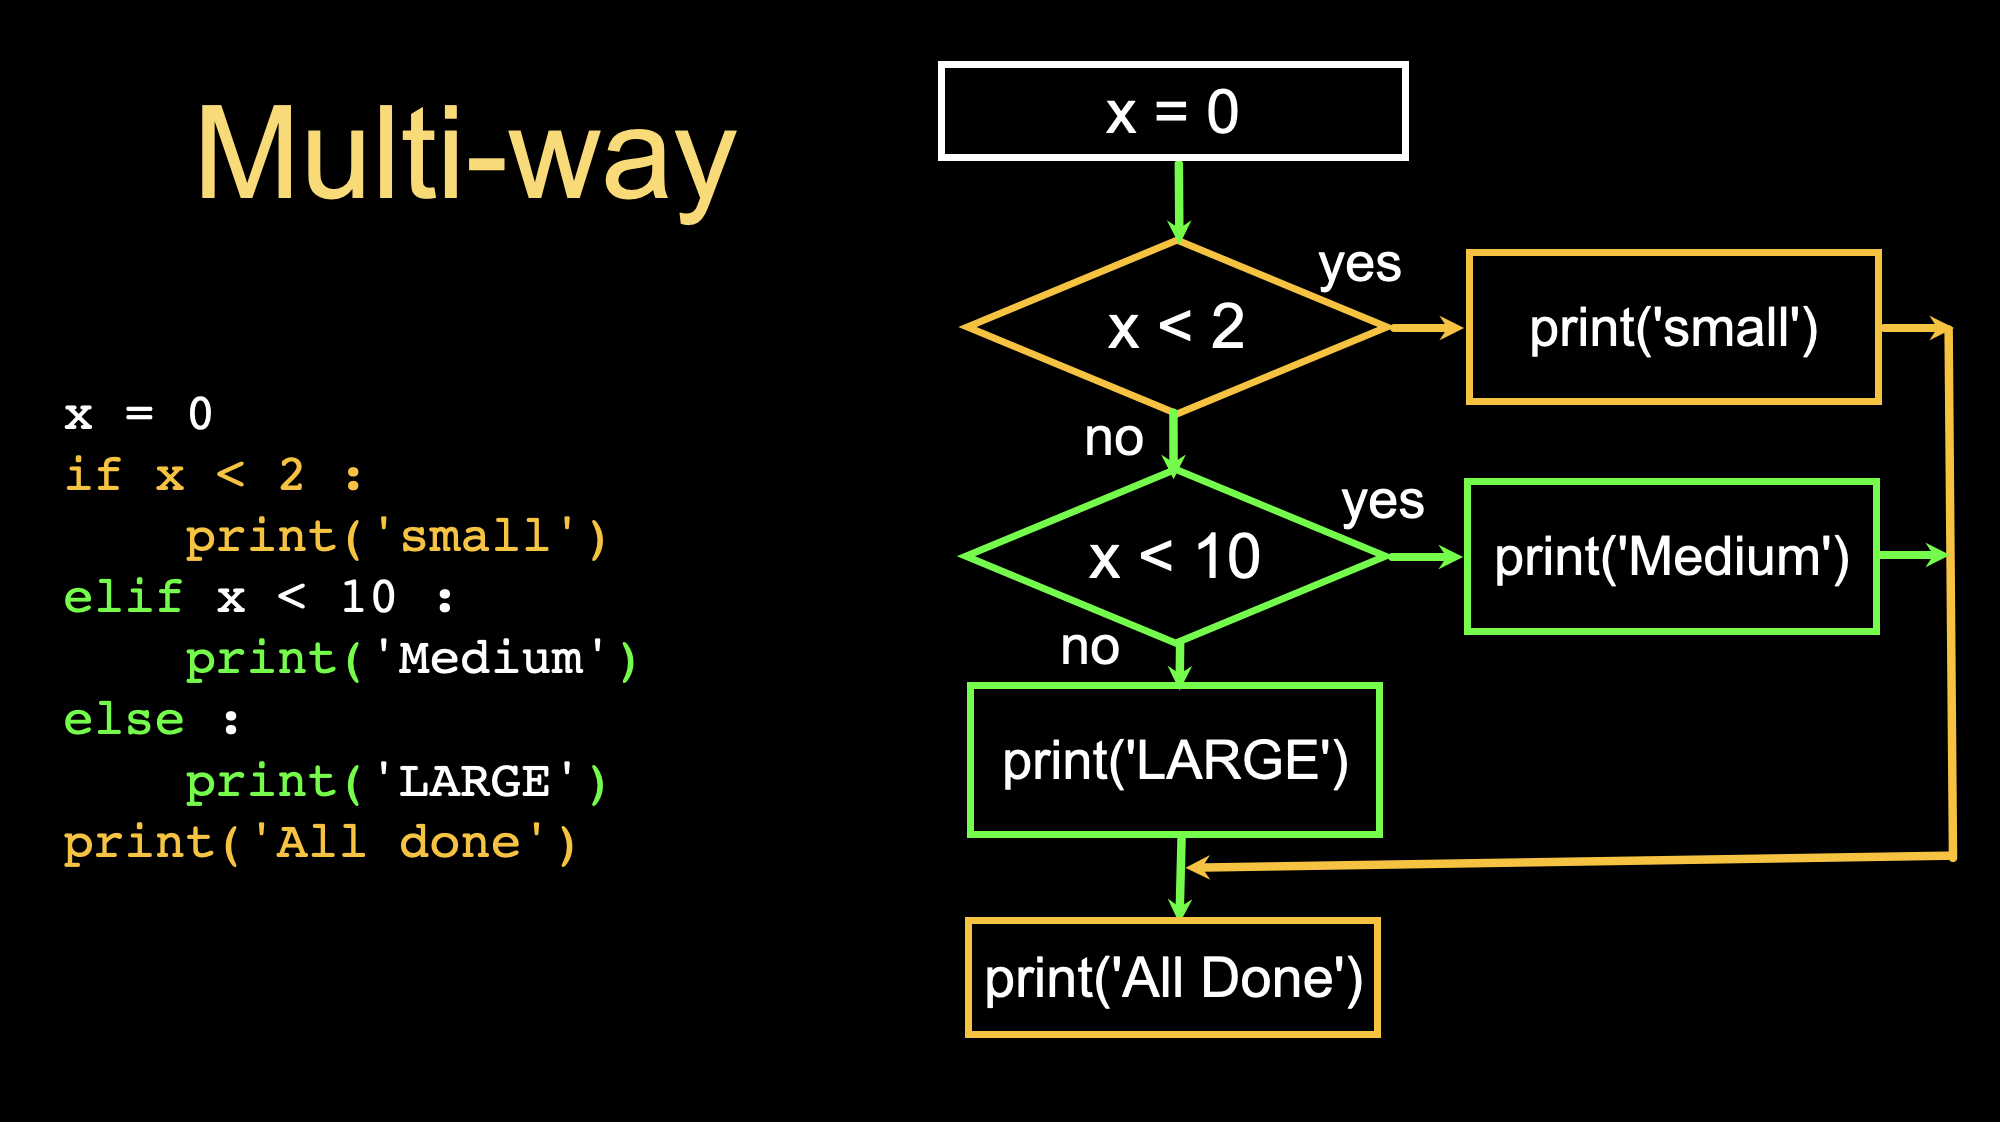 Multi-way
x = 0
if x < 2 :
    print('small')
elif x < 10 :
    print('Medium')
else :
    print('LARGE')
print('All done')
x = 0
x < 2
yes
print('small')
no
x < 10
yes
print('Medium')
no
print('LARGE')
print('All Done')